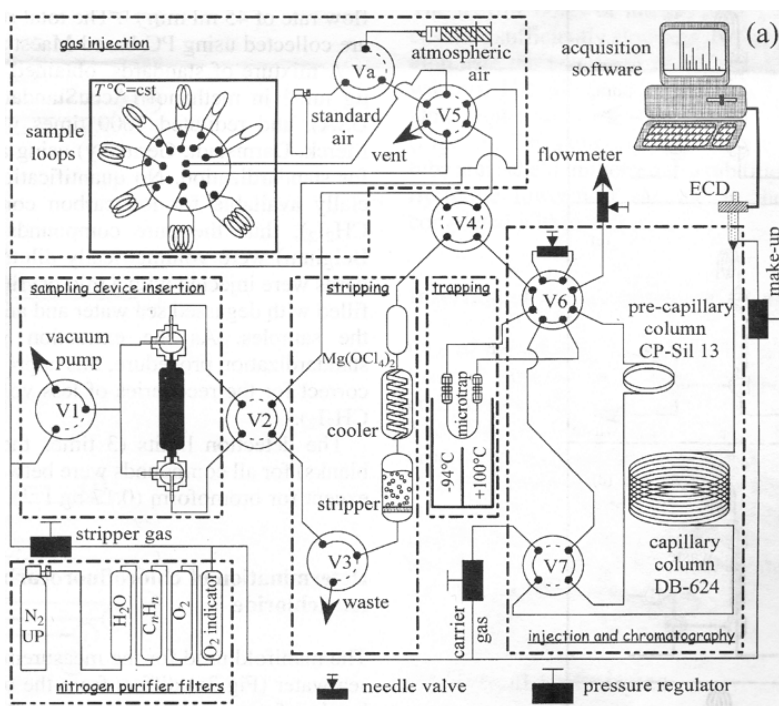 gas injection
atmospheric
air
Va
acquisition
software
(a)
T°C=cst
standard
air
V5
sample
loops
vent
flowmeter
ECD
V4
make-up
sampling device insertion
stripping
trapping
V6
vacuum
pump
Mg(OCl4)2
pre-capillary
column
CP-Sil 13
microtrap
V1
V2
cooler
-94°C
+100°C
stripper
stripper gas
V3
V7
capillary
column
DB-624
waste
carrier
gas
N2
UP
H2O
CnHn
O2
O2 indicator
injection and chromatography
nitrogen purifier filters
needle valve
pressure regulator